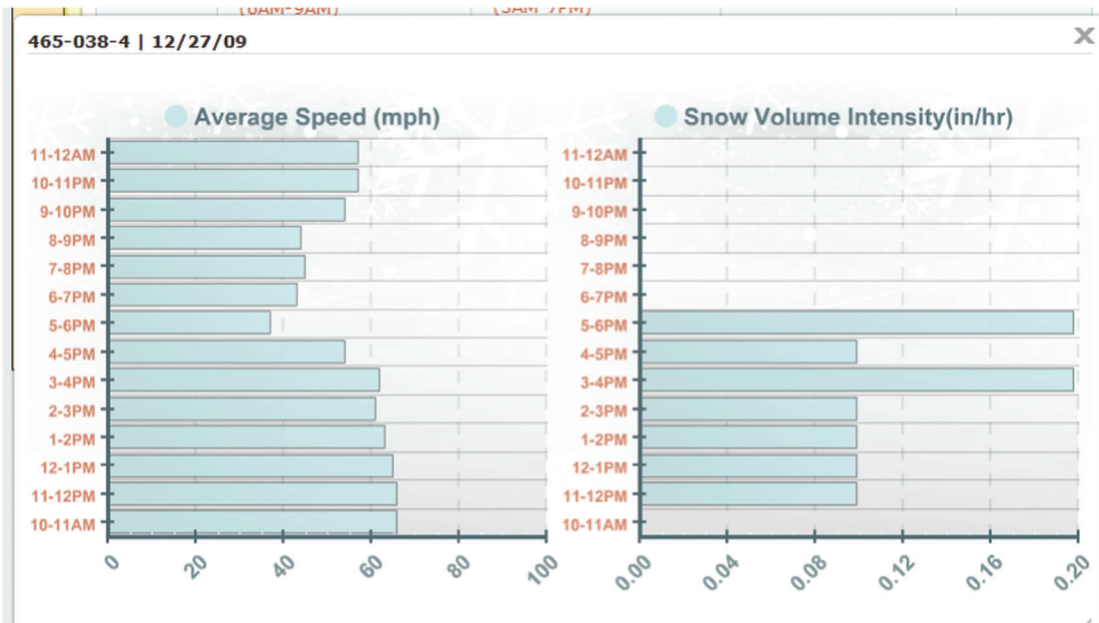 (6AM-9AM) (3AM-7PM)
465-038-4 | 12/27/09
Average Speed (mph)
11-12AM
10-11PM
9-10PM
8-9PM
7-8PM
6-7PM
5-6PM
4-5PM
3-4PM
2-3PM
1-2PM
12-1PM
11-12PM
10-11AM
0 20 40 60 80 100
Snow Volume Intensity(in/hr)
11-12AM
10-11PM
9-10PM
8-9PM
7-8PM
6-7PM
5-6PM
4-5PM
3-4PM
2-3PM
1-2PM
12-1PM
11-12PM
10-11AM
0.00 0.04 0.08 0.12 0.16 0.20